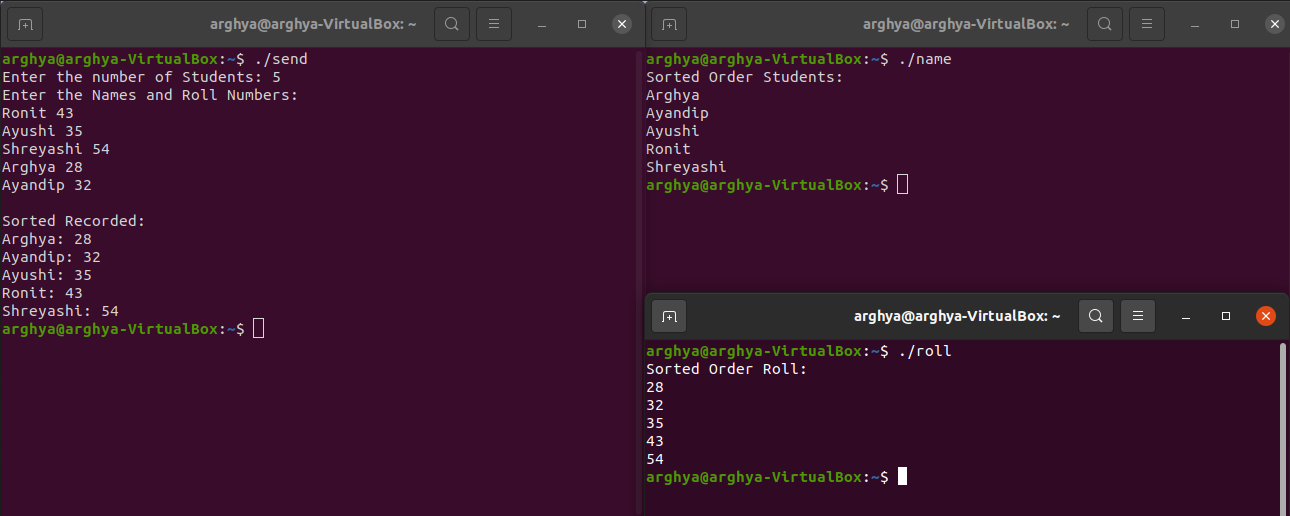 arghya@arghya-VirtualBox: ~
arghya@arghya-VirtualBox:~$ ./send
Enter the number of Students: 5
Enter the Names and Roll Numbers:
Ronit 43
Ayushi 35
Shreyashi 54
Arghya 28
Ayandip 32
Sorted Recorded:
Arghya: 28
Ayandip: 32
Ayushi: 35
Ronit: 43
Shreyashi: 54
arghya@arghya-VirtualBox:~$
arghya@arghya-VirtualBox: ~
arghya@arghya-VirtualBox:~$ ./name
Sorted Order Students:
Arghya
Ayandip
Ayushi
Ronit
Shreyashi
arghya@arghya-VirtualBox:~$
arghya@arghya-VirtualBox: ~
arghya@arghya-VirtualBox:~$ ./roll
Sorted Order Roll:
28
32
35
43
54
arghya@arghya-VirtualBox:~$